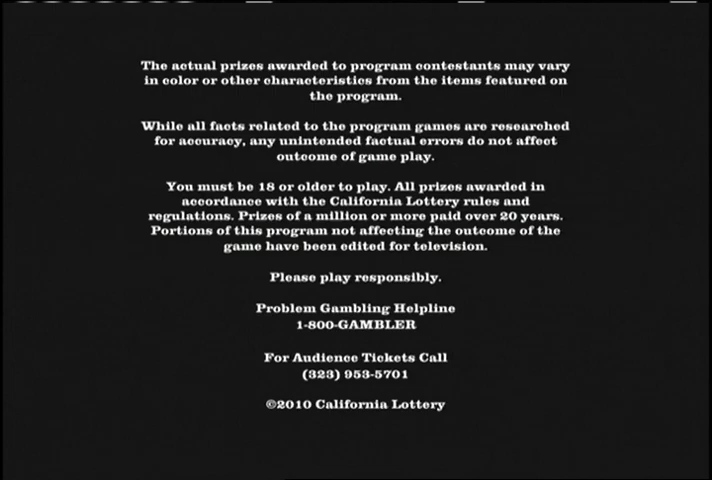 The actual prizes awarded to program contestants may vary
in color or other characteristics from the items featured on
the program.
While all facts related to the program games are researched
for accuracy, any unintended factual errors do not affect
outcome of game play.
You must be 18 or older to play. All prizes awarded in
accordance with the California Lottery rules and
regulations. Prizes of a million or more paid over 20 years.
Portions of this program not affecting the outcome of the
game have been edited for television.
Please play responsibly.
Problem Gambling Helpline
1-800-GAMBLER
For Audience Tickets Call
(323) 953-5701
©2010 California Lottery